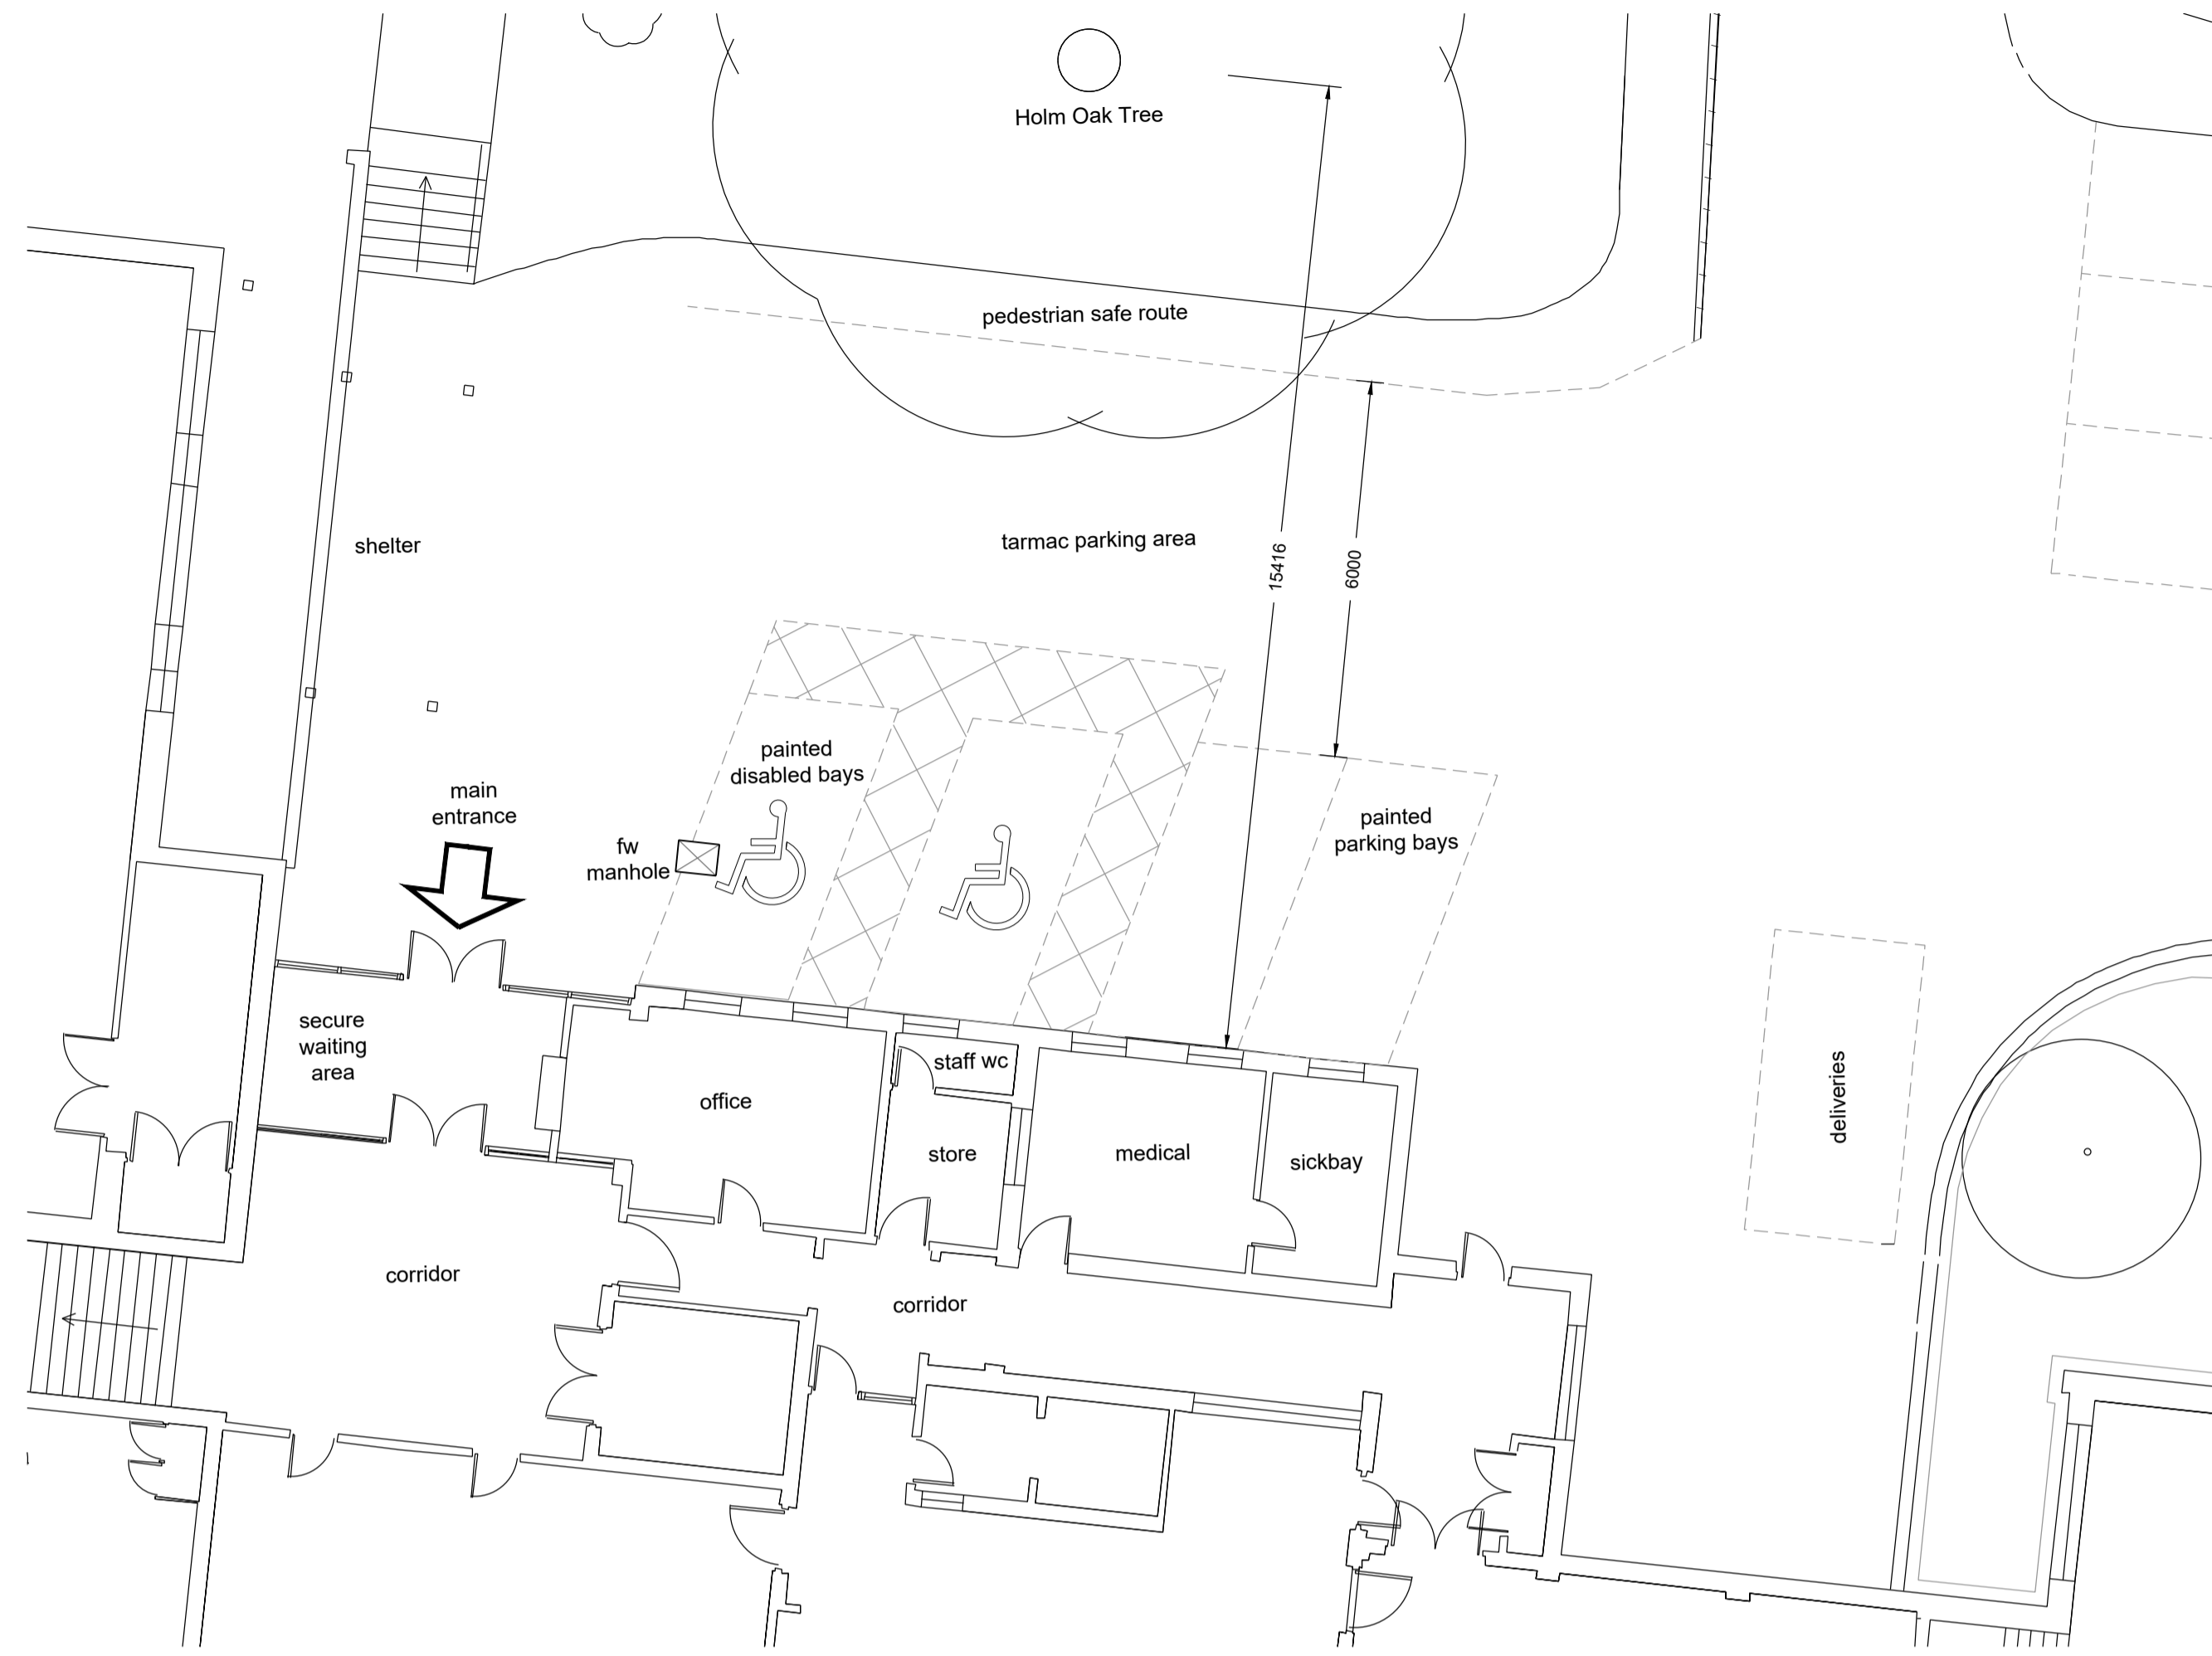 Holm Oak Tree
pedestrian safe route
shelter
tarmac parking area
15416
6000
painted
disabled bays
main
entrance
fw
manhole
painted
parking bays
secure
waiting
area
staff wc
office
store
medical
sickbay
deliveries
corridor
corridor